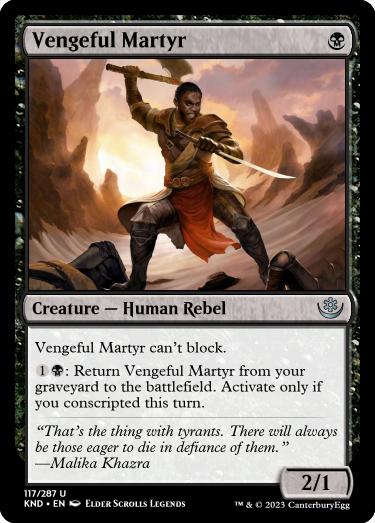 Vengeful Martyr
Creature — Human Rebel
Vengeful Martyr can't block.
1: Return Vengeful Martyr from your
graveyard to the battlefield. Activate only if
you conscripted this turn.
"That's the thing with tyrants. There will always
be those eager to die in defiance of them."
—Malika Khazra
2/1
117/287 U
KND • EN Elder Scrolls Legends
™ & © 2023 CanterburyEgg